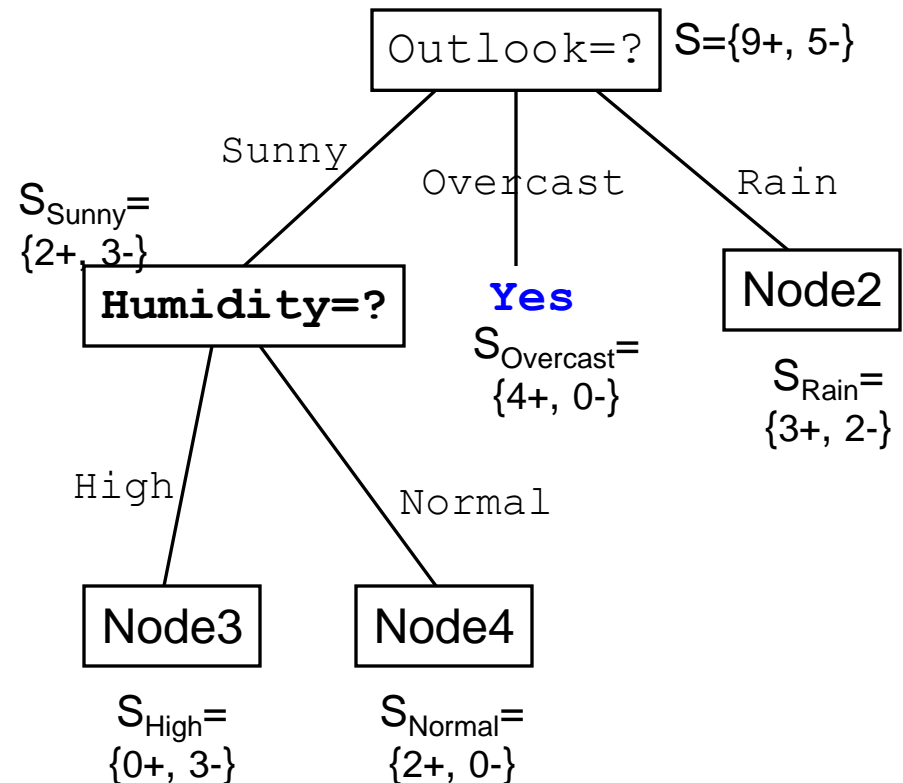 Outlook=?
S={9+, 5-}
Sunny
Overcast
Rain
S_Sunny=
{2+, 3-}
Humidity=?
Yes
S_Overcast=
{4+, 0-}
Node2
S_Rain=
{3+, 2-}
High
Normal
Node3
Node4
S_High=
{0+, 3-}
S_Normal=
{2+, 0-}